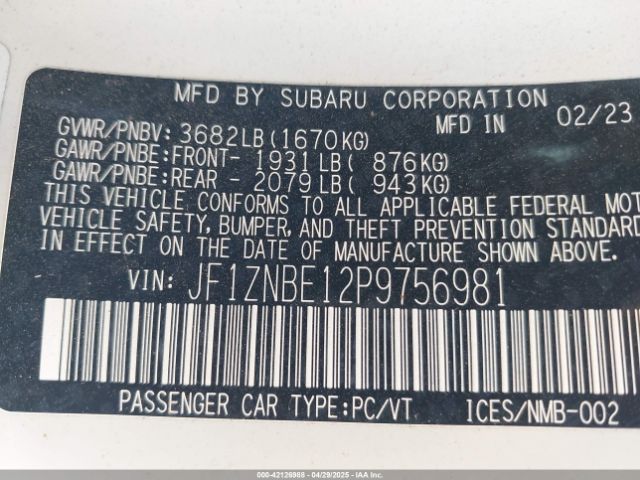 MFD BY SUBARU CORPORATION
MFD IN 02/23
GVWR/PNBV: 3682LB (1670KG)
GAWR/PNBE:FRONT- 1931LB( 876KG)
GAWR/PNBE:REAR - 2079LB( 943KG)
THIS VEHICLE CONFORMS TO ALL APPLICABLE FEDERAL MOT
VEHICLE SAFETY, BUMPER, AND THEFT PREVENTION STANDARD
IN EFFECT ON THE DATE OF MANUFACTURE SHOWN ABOVE.
VIN: JF1ZNBE12P9756981
PASSENGER CAR TYPE:PC/VT ICES/NMB-002
000-42126988 | 04/29/2025 | IAAI.COM